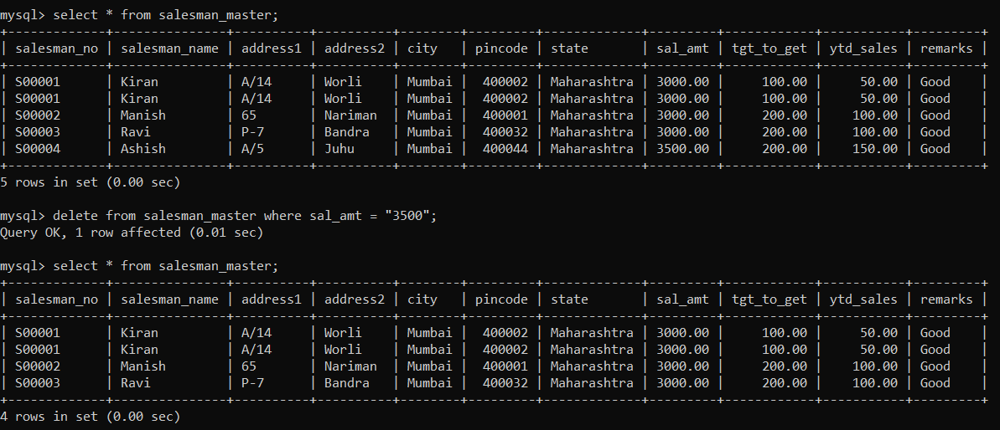 mysql> select * from salesman_master;
+-------------+---------------+----------+----------+--------+---------+-------------+---------+------------+-----------+---------+
| salesman_no | salesman_name | address1 | address2 | city   | pincode | state       | sal_amt | tgt_to_get | ytd_sales | remarks |
+-------------+---------------+----------+----------+--------+---------+-------------+---------+------------+-----------+---------+
| S00001      | Kiran         | A/14     | Worli    | Mumbai |  400002 | Maharashtra | 3000.00 |     100.00 |     50.00 | Good    |
| S00001      | Kiran         | A/14     | Worli    | Mumbai |  400002 | Maharashtra | 3000.00 |     100.00 |     50.00 | Good    |
| S00002      | Manish        | 65       | Nariman  | Mumbai |  400001 | Maharashtra | 3000.00 |     200.00 |    100.00 | Good    |
| S00003      | Ravi          | P-7      | Bandra   | Mumbai |  400032 | Maharashtra | 3000.00 |     200.00 |    100.00 | Good    |
| S00004      | Ashish        | A/5      | Juhu     | Mumbai |  400044 | Maharashtra | 3500.00 |     200.00 |    150.00 | Good    |
+-------------+---------------+----------+----------+--------+---------+-------------+---------+------------+-----------+---------+
5 rows in set (0.00 sec)
mysql> delete from salesman_master where sal_amt = "3500";
Query OK, 1 row affected (0.01 sec)
mysql> select * from salesman_master;
+-------------+---------------+----------+----------+--------+---------+-------------+---------+------------+-----------+---------+
| salesman_no | salesman_name | address1 | address2 | city   | pincode | state       | sal_amt | tgt_to_get | ytd_sales | remarks |
+-------------+---------------+----------+----------+--------+---------+-------------+---------+------------+-----------+---------+
| S00001      | Kiran         | A/14     | Worli    | Mumbai |  400002 | Maharashtra | 3000.00 |     100.00 |     50.00 | Good    |
| S00001      | Kiran         | A/14     | Worli    | Mumbai |  400002 | Maharashtra | 3000.00 |     100.00 |     50.00 | Good    |
| S00002      | Manish        | 65       | Nariman  | Mumbai |  400001 | Maharashtra | 3000.00 |     200.00 |    100.00 | Good    |
| S00003      | Ravi          | P-7      | Bandra   | Mumbai |  400032 | Maharashtra | 3000.00 |     200.00 |    100.00 | Good    |
+-------------+---------------+----------+----------+--------+---------+-------------+---------+------------+-----------+---------+
4 rows in set (0.00 sec)